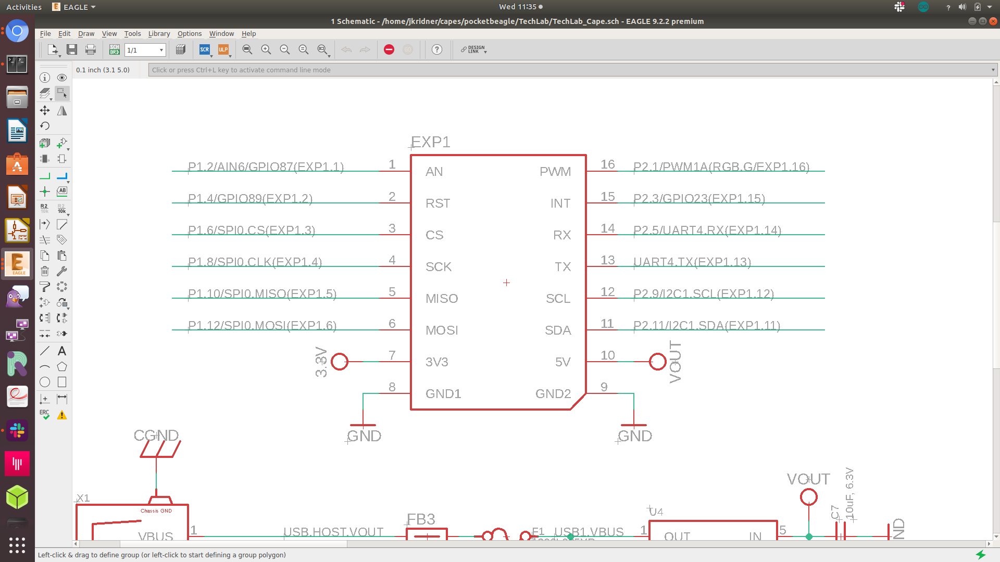 Activities
EAGLE
Wed 11:35
1 Schematic - /home/jkridner/capes/pocketbeagle/TechLab/TechLab_Cape.sch - EAGLE 9.2.2 premium
File Edit Draw View Tools Library Options Window Help
SCH BRD 1/1 SCR ULP GO ? DESIGN LINK
0.1 inch (3.1 5.0)
Click or press Ctrl+L key to activate command line mode
EXP1
P1.2/AIN6/GPIO87(EXP1.1) 1 AN PWM 16 P2.1/PWM1A(RGB.G/EXP1.16)
P1.4/GPIO89(EXP1.2) 2 RST INT 15 P2.3/GPIO23(EXP1.15)
P1.6/SPI0.CS(EXP1.3) 3 CS RX 14 P2.5/UART4.RX(EXP1.14)
P1.8/SPI0.CLK(EXP1.4) 4 SCK TX 13 UART4.TX(EXP1.13)
P1.10/SPI0.MISO(EXP1.5) 5 MISO SCL 12 P2.9/I2C1.SCL(EXP1.12)
P1.12/SPI0.MOSI(EXP1.6) 6 MOSI SDA 11 P2.11/I2C1.SDA(EXP1.11)
3.3V 7 3V3 5V 10 VOUT
8 GND1 GND2 9
GND GND
AB
R2 10k R2 10k
A
ERC
E
EAGLE
CGND
X1
Chassis GND
VBUS 1 USB.HOST.VOUT
FB3
F1 USB1.VBUS
U4
1 OUT IN 5
VOUT
C7
10uF, 6.3V
ND
Left-click & drag to define group (or left-click to start defining a group polygon)